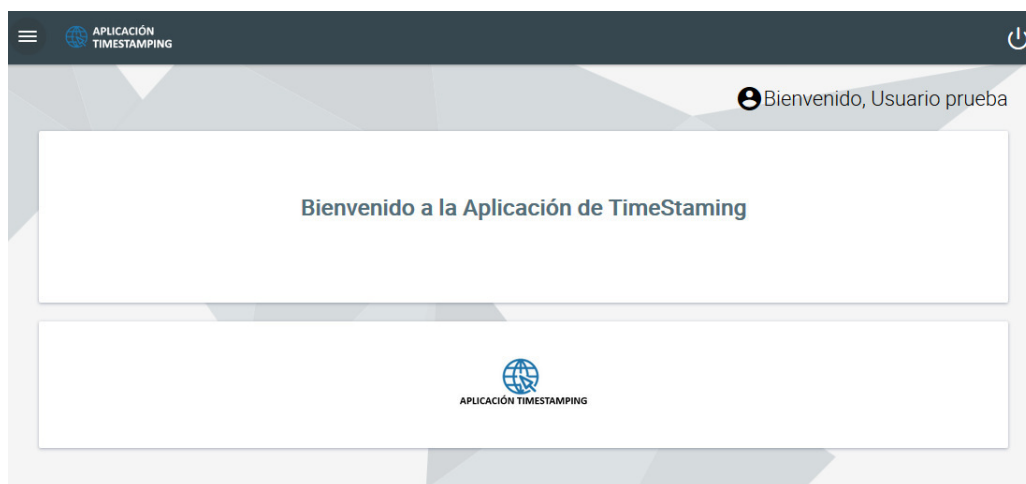 APLICACIÓN
TIMESTAMPING
Bienvenido, Usuario prueba
Bienvenido a la Aplicación de TimeStaming
APLICACIÓN TIMESTAMPING